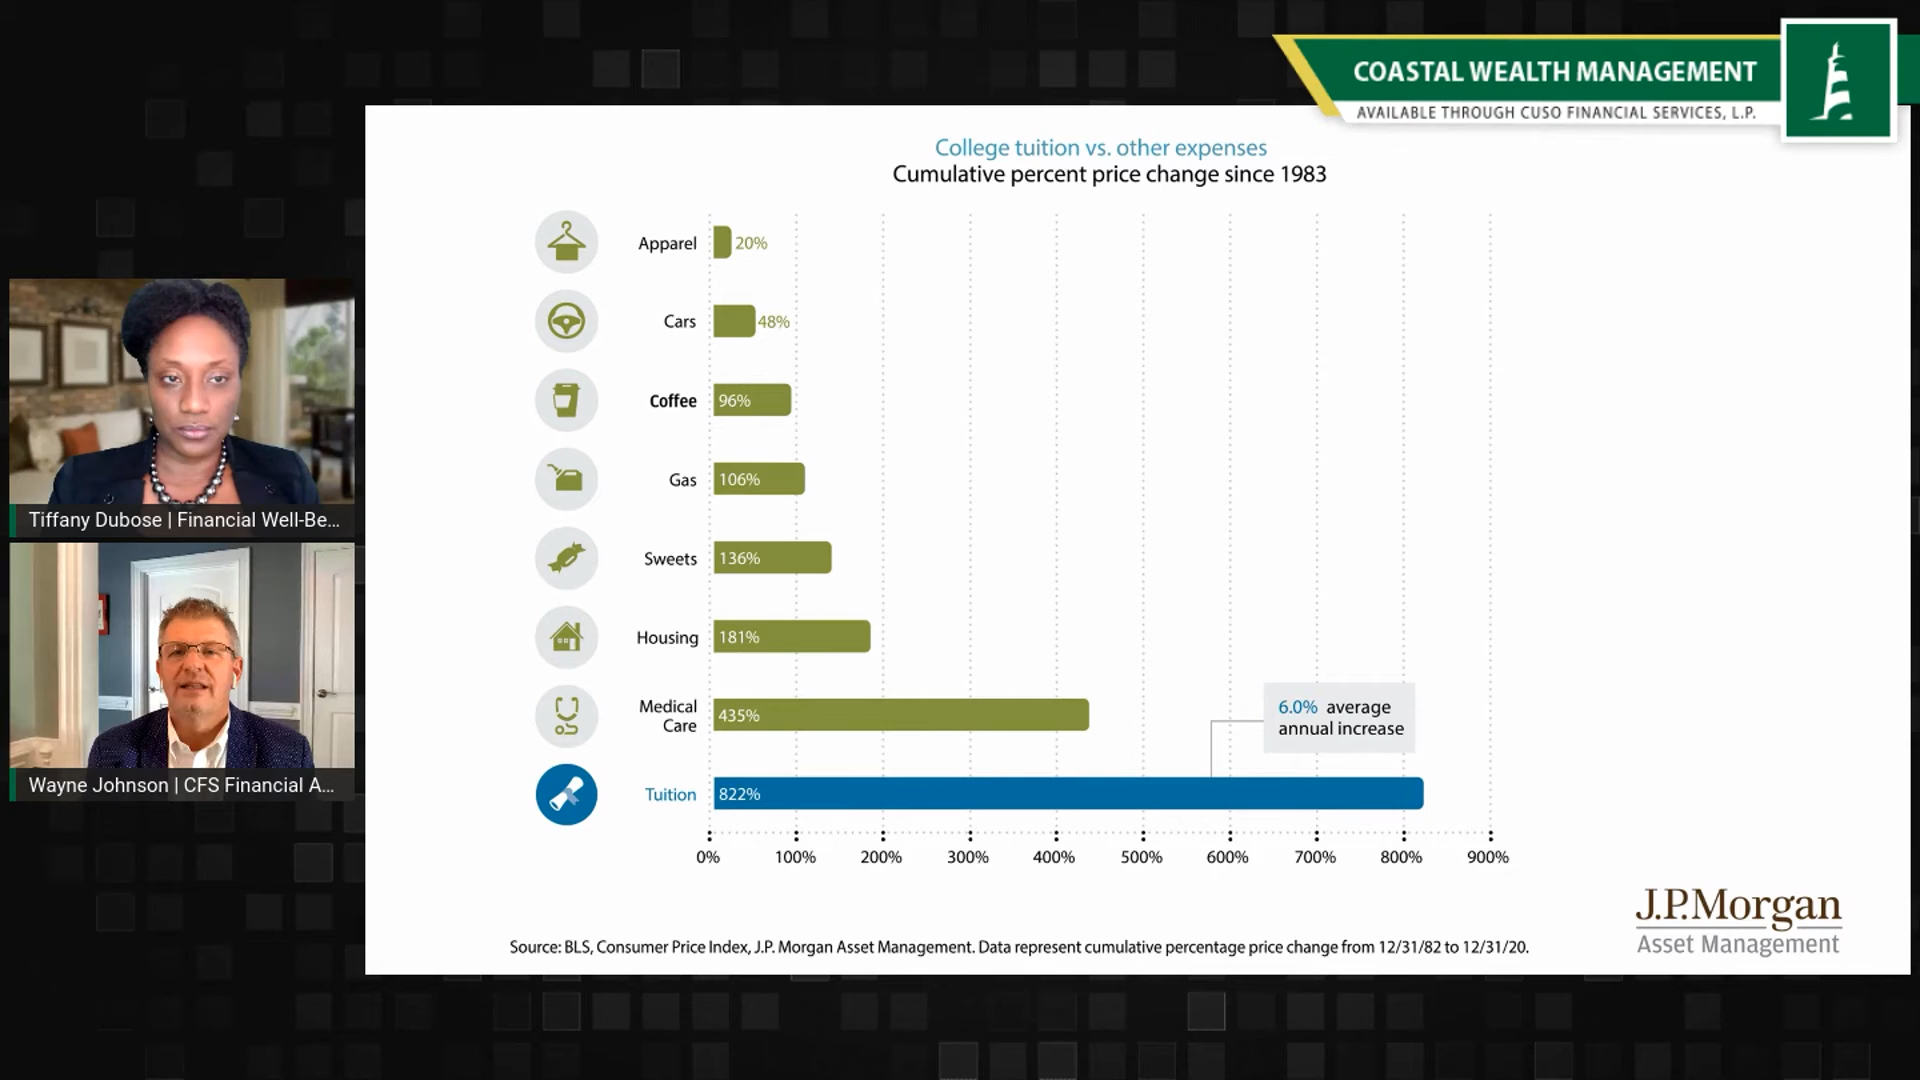 COASTAL WEALTH MANAGEMENT
AVAILABLE THROUGH CUSO FINANCIAL SERVICES, L.P.
College tuition vs. other expenses
Cumulative percent price change since 1983
Apparel 20%
Cars 48%
Coffee 96%
Gas 106%
Sweets 136%
Housing 181%
Medical
Care
435%
6.0% average
annual increase
Tuition 822%
0% 100% 200% 300% 400% 500% 600% 700% 800% 900%
Source: BLS, Consumer Price Index, J.P. Morgan Asset Management. Data represent cumulative percentage price change from 12/31/82 to 12/31/20.
J.P.Morgan
Asset Management
Tiffany Dubose | Financial Well-Be...
Wayne Johnson | CFS Financial A...